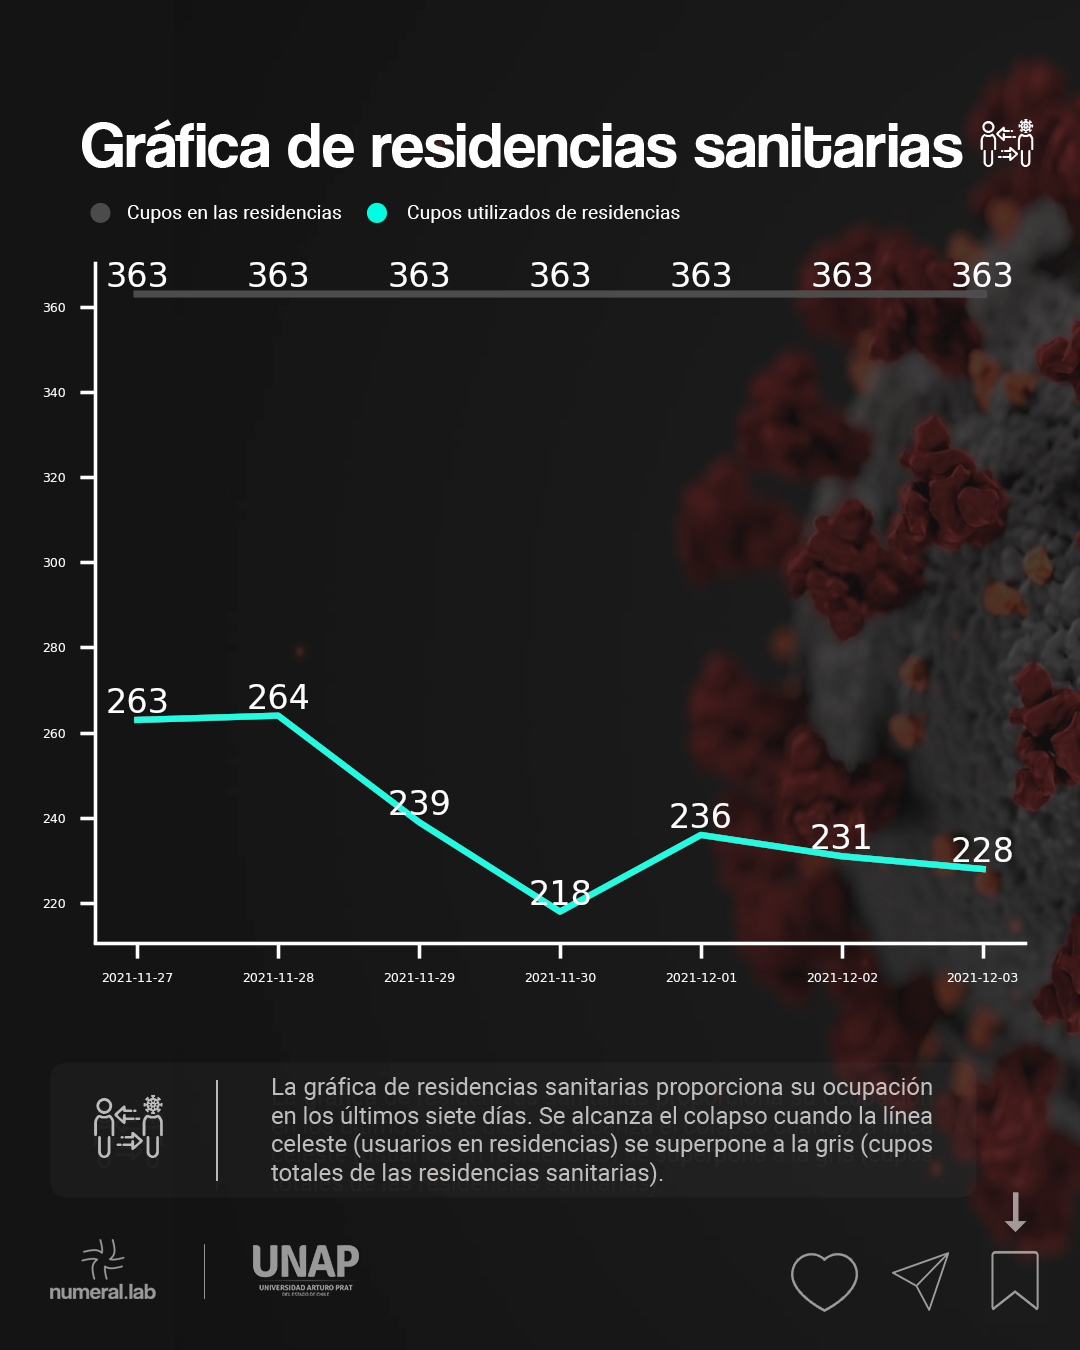 Gráfica de residencias sanitarias
Cupos en las residencias
Cupos utilizados de residencias
363 363 363 363 363 363 363
360
340
320
300
280
263 264
260
239
240
236 231 228
218
220
2021-11-27 2021-11-28 2021-11-29 2021-11-30 2021-12-01 2021-12-02 2021-12-03
La gráfica de residencias sanitarias proporciona su ocupación
en los últimos siete días. Se alcanza el colapso cuando la línea
celeste (usuarios en residencias) se superpone a la gris (cupos
totales de las residencias sanitarias).
numeral.lab
UNAP
UNIVERSIDAD ARTURO PRAT
DEL ESTADO DE CHILE